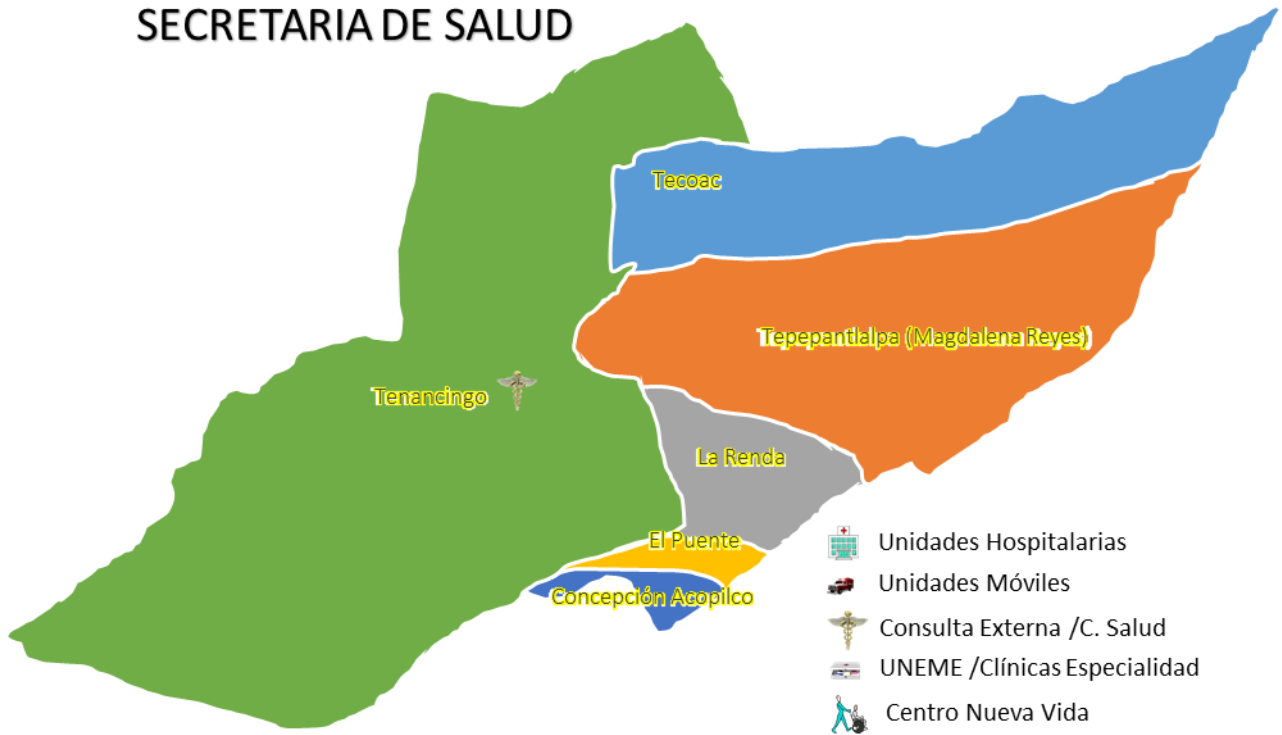 SECRETARIA DE SALUD
Tecoac
Tepepantlalpa (Magdalena Reyes)
Tenancingo
La Renda
El Puente
Concepción Acopilco
Unidades Hospitalarias
Unidades Móviles
Consulta Externa /C. Salud
UNEME /Clínicas Especialidad
Centro Nueva Vida